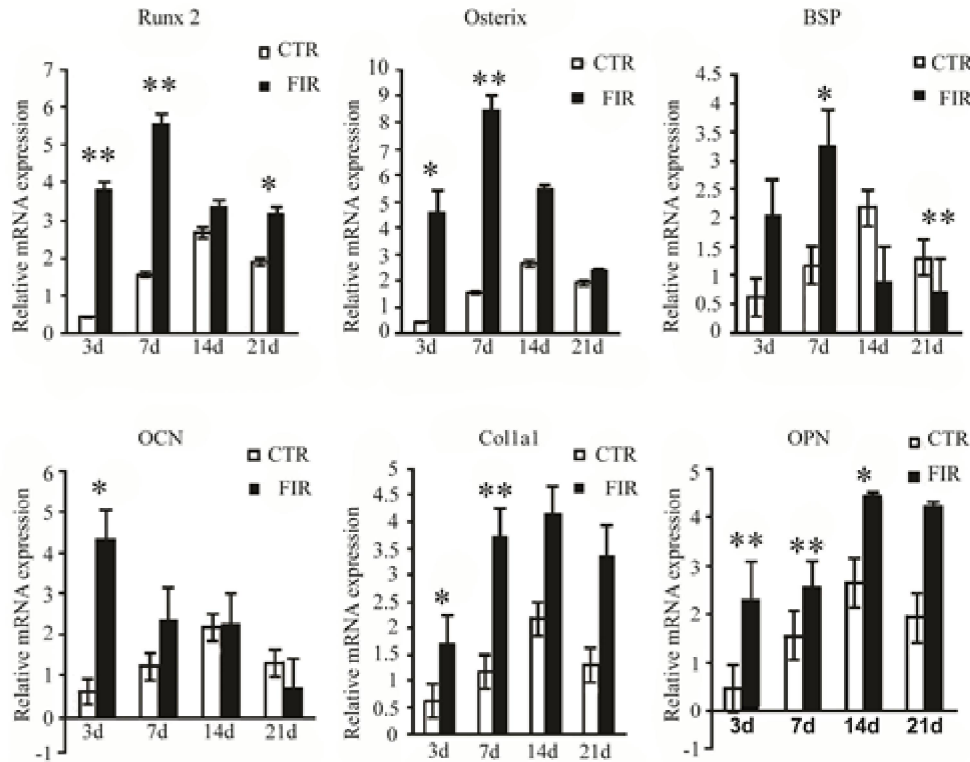 Runx 2
CTR
FIR
Relative mRNA expression
7
6
5
4
3
2
1
0
**
**
*
3d 7d 14d 21d
Osterix
CTR
FIR
Relative mRNA expression
10
9
8
7
6
5
4
3
2
1
0
*
**
3d 7d 14d 21d
BSP
CTR
FIR
Relative mRNA expression
4.5
4
3.5
3
2.5
2
1.5
1
0.5
0
*
**
3d 7d 14d 21d
OCN
CTR
FIR
Relative mRNA expression
6
5
4
3
2
1
0
-1
*
3d 7d 14d 21d
Col1a1
CTR
FIR
Relative mRNA expression
5
4.5
4
3.5
3
2.5
2
1.5
1
0.5
0
*
**
3d 7d 14d 21d
OPN
CTR
FIR
Relative mRNA expression
5
4
3
2
1
0
-1
**
**
*
3d 7d 14d 21d